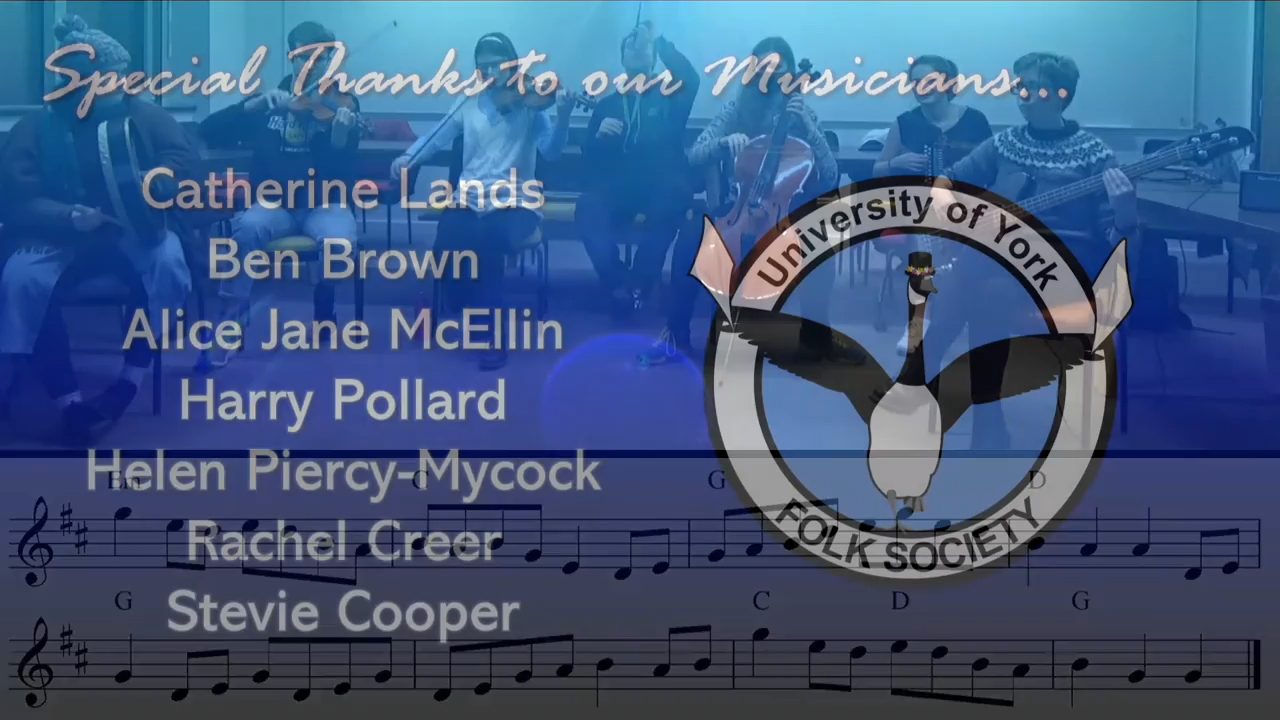 Special Thanks to our Musicians...
Catherine Lands
Ben Brown
Alice Jane McEllin
Harry Pollard
Helen Piercy-Mycock
Rachel Creer
Stevie Cooper
University of York
FOLK SOCIETY
Em C G D
G C D G